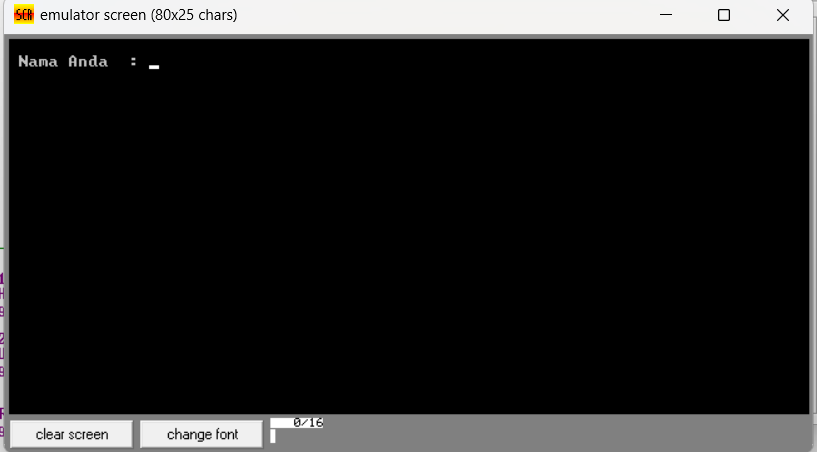 emulator screen (80x25 chars)
Nama Anda  : _
clear screen
change font
0/16